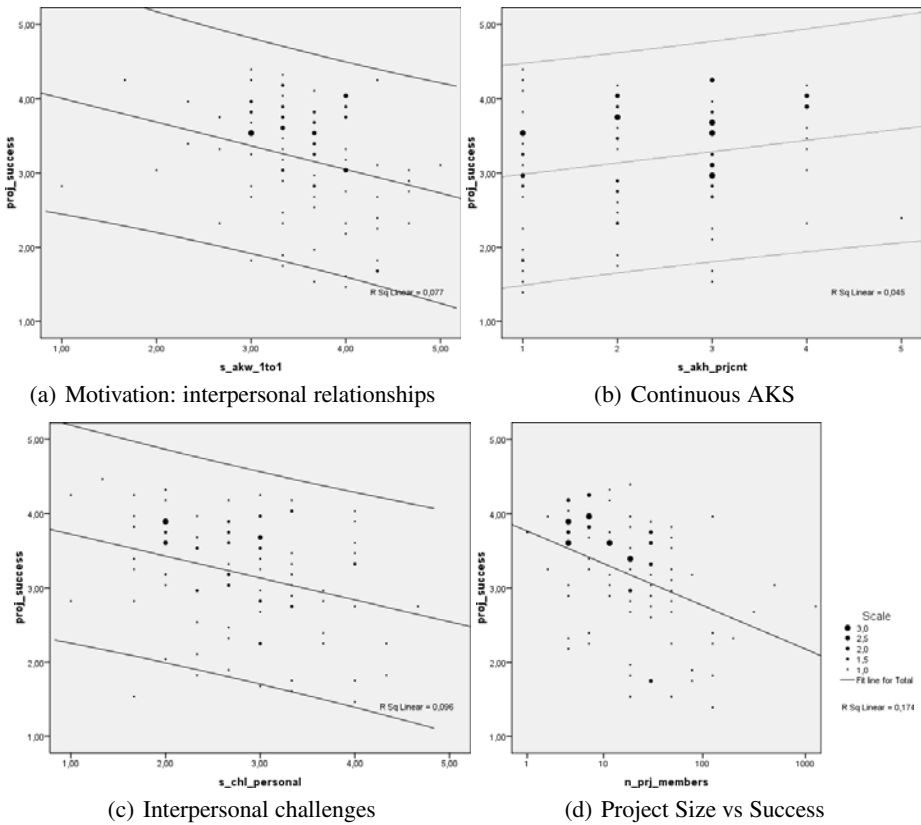 5,00
4,00
3,00
2,00
1,00
proj_success
R Sq Linear = 0,077
1,00 2,00 3,00 4,00 5,00
s_akw_1to1
(a) Motivation: interpersonal relationships
5,00
4,00
3,00
2,00
1,00
proj_success
R Sq Linear = 0,045
1 2 3 4 5
s_akh_prjcnt
(b) Continuous AKS
5,00
4,00
3,00
2,00
1,00
proj_success
R Sq Linear = 0,096
1,00 2,00 3,00 4,00 5,00
s_chl_personal
(c) Interpersonal challenges
5,00
4,00
3,00
2,00
1,00
proj_success
1 10 100 1000
n_prj_members
Scale
3,0
2,5
2,0
1,5
1,0
Fit line for Total
R Sq Linear = 0,174
(d) Project Size vs Success